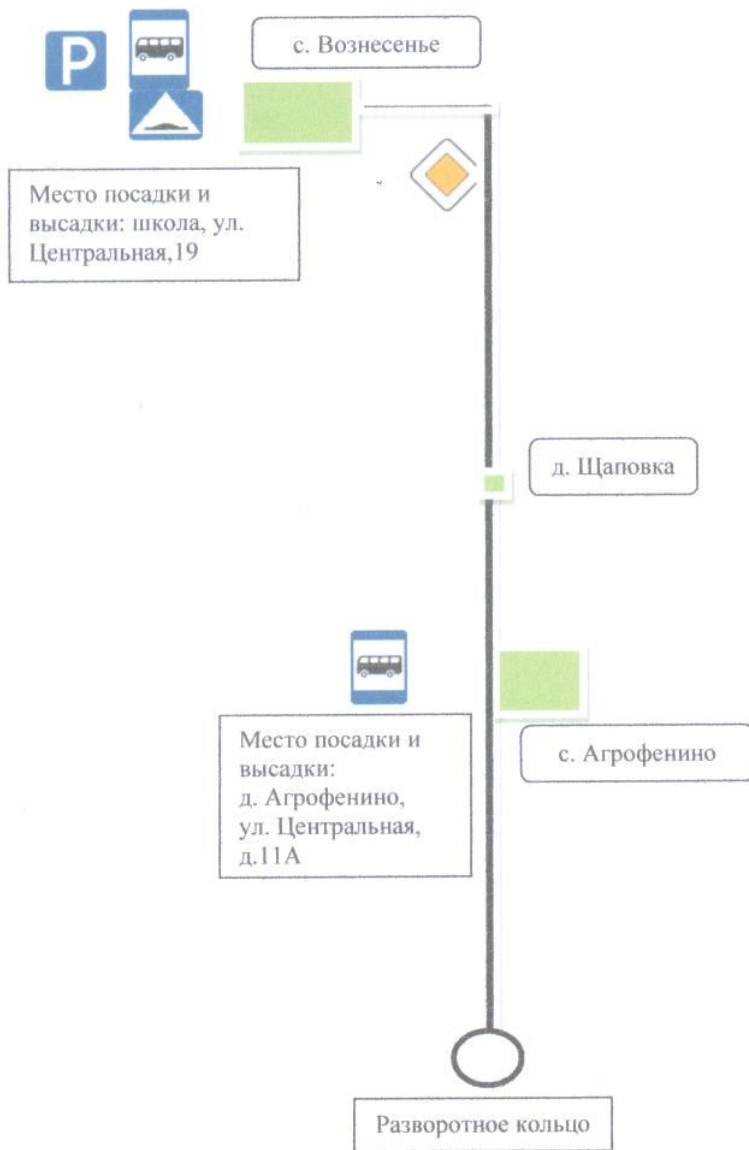 P
с. Вознесенье
Место посадки и
высадки: школа, ул.
Центральная,19
д. Щаповка
Место посадки и
высадки:
д. Агрофенино,
ул. Центральная,
д.11А
с. Агрофенино
Разворотное кольцо